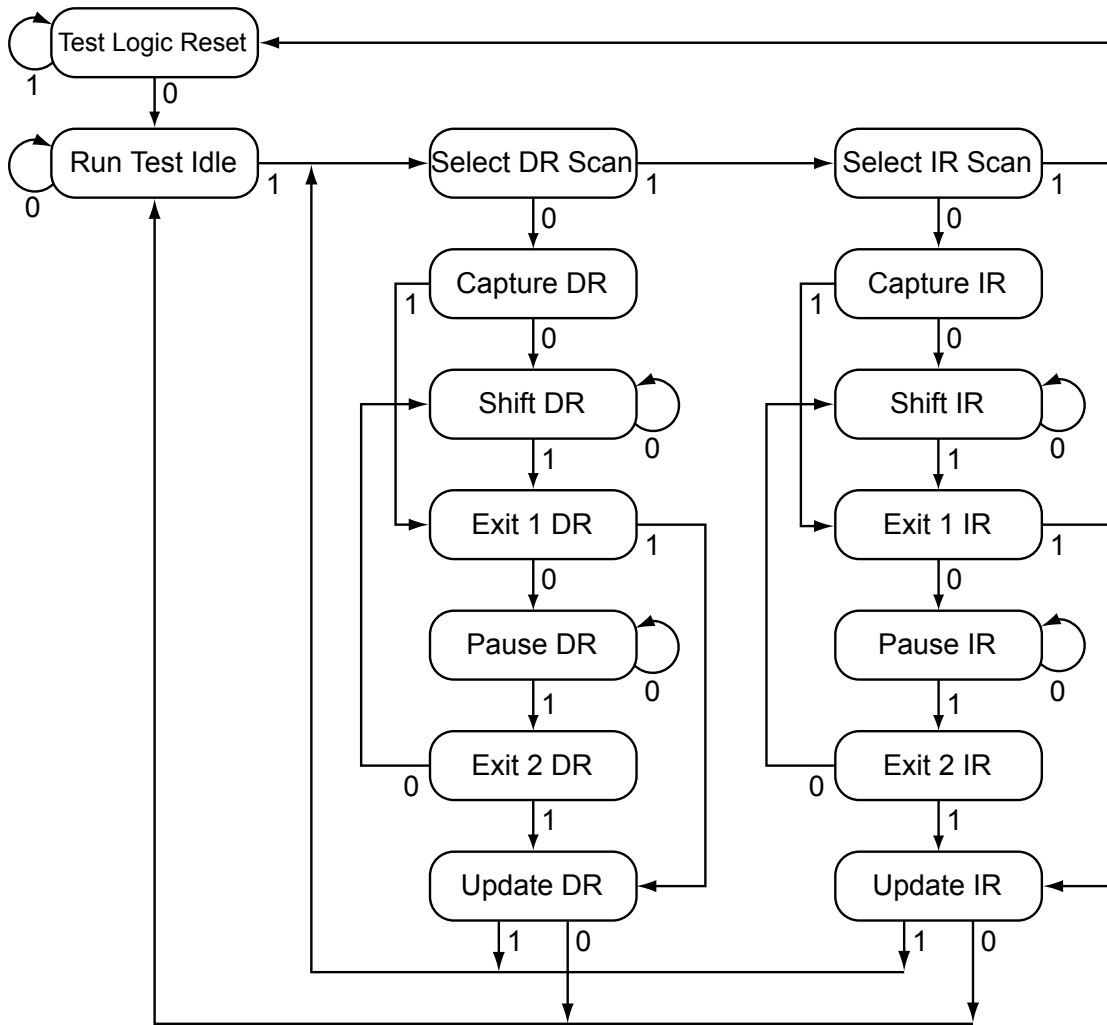 Test Logic Reset
1
0
Run Test Idle
Select DR Scan
Select IR Scan
0
1
1
1
0
0
Capture DR
Capture IR
1
1
0
0
Shift DR
Shift IR
0
0
1
1
Exit 1 DR
Exit 1 IR
1
1
0
0
Pause DR
Pause IR
0
0
1
1
Exit 2 DR
Exit 2 IR
0
0
1
1
Update DR
Update IR
1
0
1
0